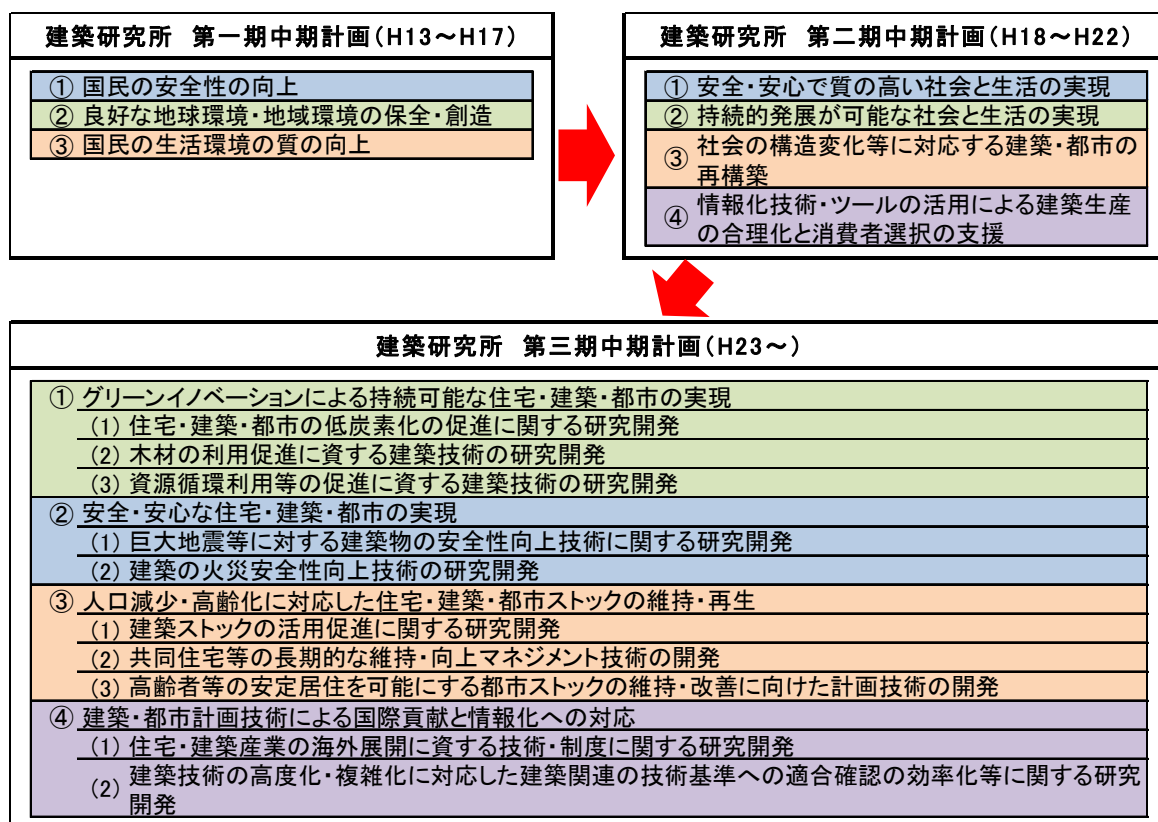 建築研究所 第一期中期計画(H13～H17)
① 国民の安全性の向上
② 良好な地球環境・地域環境の保全・創造
③ 国民の生活環境の質の向上
建築研究所 第二期中期計画(H18～H22)
① 安全・安心で質の高い社会と生活の実現
② 持続的発展が可能な社会と生活の実現
③ 社会の構造変化等に対応する建築・都市の
再構築
④ 情報化技術・ツールの活用による建築生産
の合理化と消費者選択の支援
建築研究所 第三期中期計画(H23～)
① グリーンイノベーションによる持続可能な住宅・建築・都市の実現
(1) 住宅・建築・都市の低炭素化の促進に関する研究開発
(2) 木材の利用促進に資する建築技術の研究開発
(3) 資源循環利用等の促進に資する建築技術の研究開発
② 安全・安心な住宅・建築・都市の実現
(1) 巨大地震等に対する建築物の安全性向上技術に関する研究開発
(2) 建築の火災安全性向上技術の研究開発
③ 人口減少・高齢化に対応した住宅・建築・都市ストックの維持・再生
(1) 建築ストックの活用促進に関する研究開発
(2) 共同住宅等の長期的な維持・向上マネジメント技術の開発
(3) 高齢者等の安定居住を可能にする都市ストックの維持・改善に向けた計画技術の開発
④ 建築・都市計画技術による国際貢献と情報化への対応
(1) 住宅・建築産業の海外展開に資する技術・制度に関する研究開発
(2) 建築技術の高度化・複雑化に対応した建築関連の技術基準への適合確認の効率化等に関する研究
開発